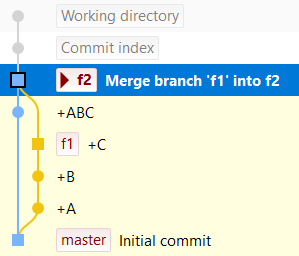 Working directory
Commit index
f2 Merge branch 'f1' into f2
+ABC
f1 +C
+B
+A
master Initial commit